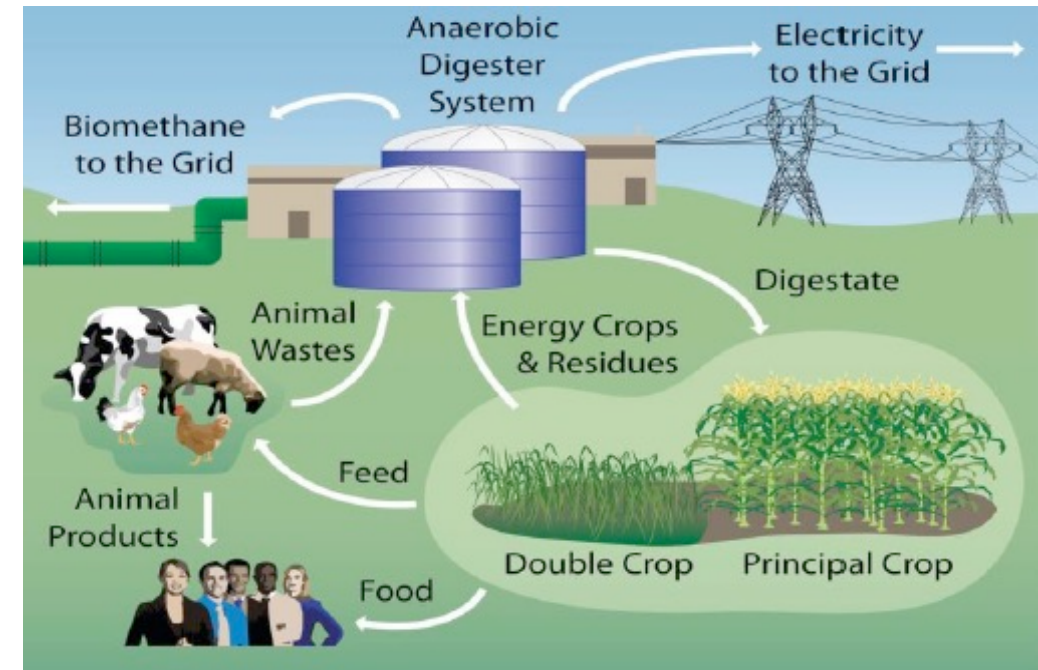 Anaerobic
Digester
System
Electricity
to the Grid
Biomethane
to the Grid
Digestate
Animal
Wastes
Energy Crops
& Residues
Feed
Animal
Products
Double Crop
Principal Crop
Food